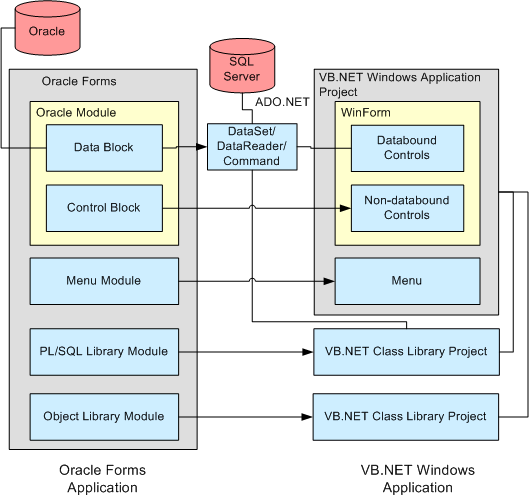 Oracle
SQL
Server
Oracle Forms
VB.NET Windows Application
Project
ADO.NET
Oracle Module
WinForm
Data Block
DataSet/
DataReader/
Command
Databound
Controls
Control Block
Non-databound
Controls
Menu Module
Menu
PL/SQL Library Module
VB.NET Class Library Project
Object Library Module
VB.NET Class Library Project
Oracle Forms
Application
VB.NET Windows
Application